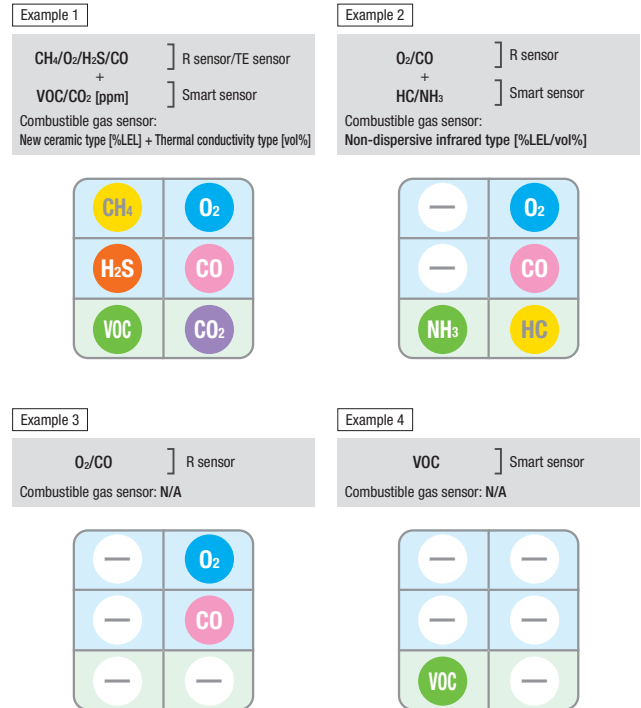 Example 1
CH₄/O₂/H₂S/CO ] R sensor/TE sensor
+
VOC/CO₂ [ppm] ] Smart sensor
Combustible gas sensor:
New ceramic type [%LEL] + Thermal conductivity type [vol%]
CH₄ O₂
H₂S CO
VOC CO₂
Example 2
O₂/CO ] R sensor
+
HC/NH₃ ] Smart sensor
Combustible gas sensor:
Non-dispersive infrared type [%LEL/vol%]
— O₂
— CO
NH₃ HC
Example 3
O₂/CO ] R sensor
Combustible gas sensor: N/A
— O₂
— CO
— —
Example 4
VOC ] Smart sensor
Combustible gas sensor: N/A
— —
— —
VOC —